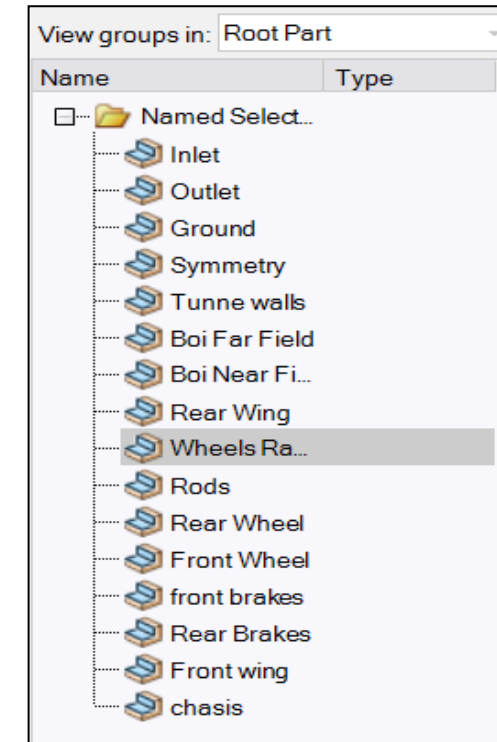 View groups in: Root Part
Name Type
Named Select...
Inlet
Outlet
Ground
Symmetry
Tunne walls
Boi Far Field
Boi Near Fi...
Rear Wing
Wheels Ra...
Rods
Rear Wheel
Front Wheel
front brakes
Rear Brakes
Front wing
chasis